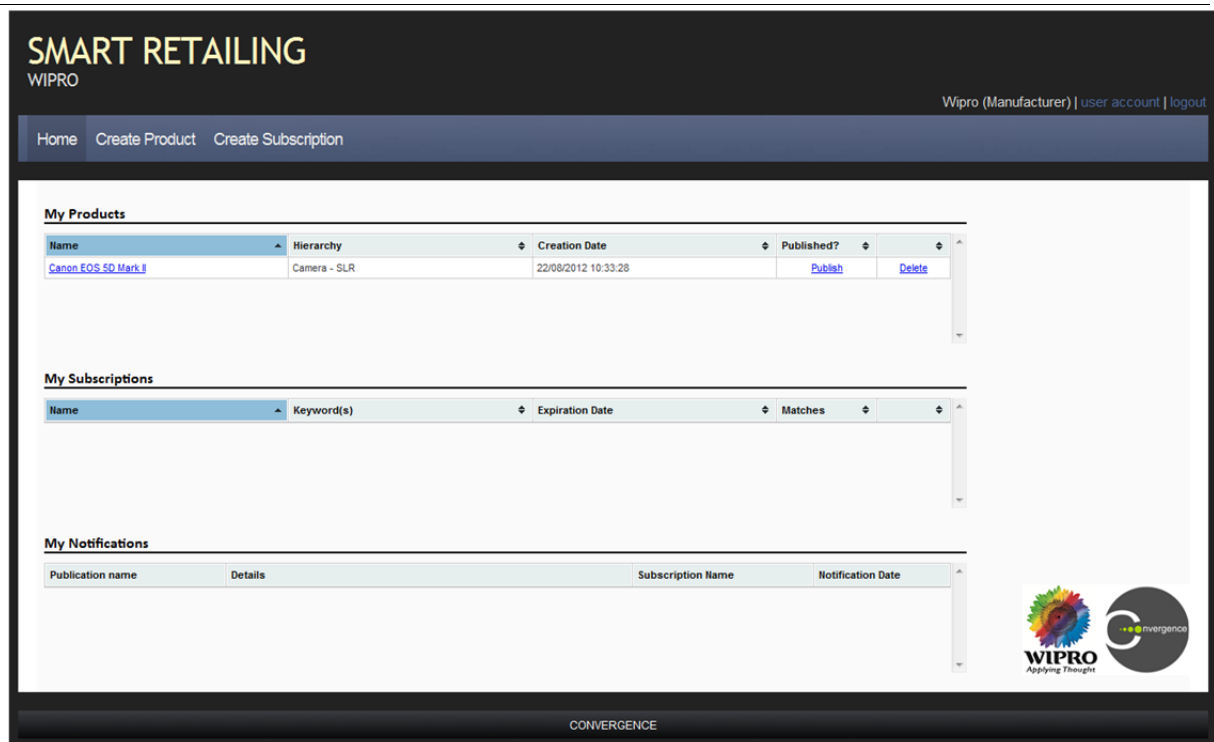 SMART RETAILING
WIPRO
Wipro (Manufacturer) | user account | logout
Home Create Product Create Subscription
My Products
Name Hierarchy Creation Date Published?
Canon EOS 5D Mark II Camera - SLR 22/08/2012 10:33:28 Publish Delete
My Subscriptions
Name Keyword(s) Expiration Date Matches
My Notifications
Publication name Details Subscription Name Notification Date
WIPRO
Applying Thought
Convergence
CONVERGENCE